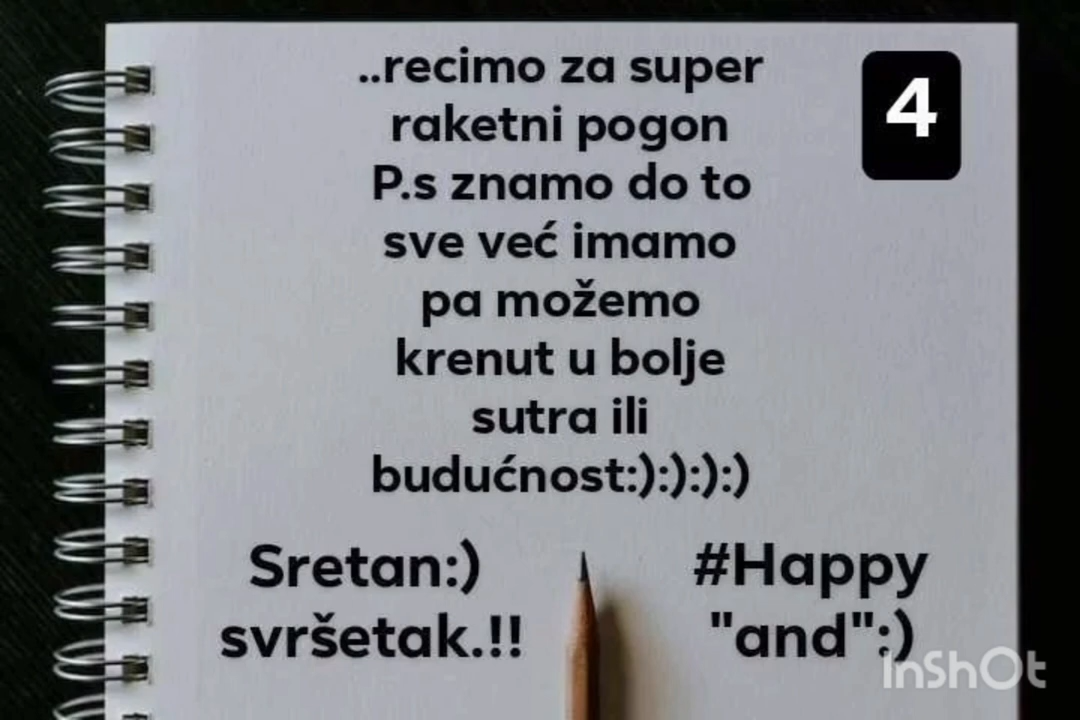 ..recimo za super
raketni pogon
P.s znamo do to
sve već imamo
pa možemo
krenut u bolje
sutra ili
budućnost:):):):)
4
Sretan:)
svršetak.!!
#Happy
"and":)
InShOt